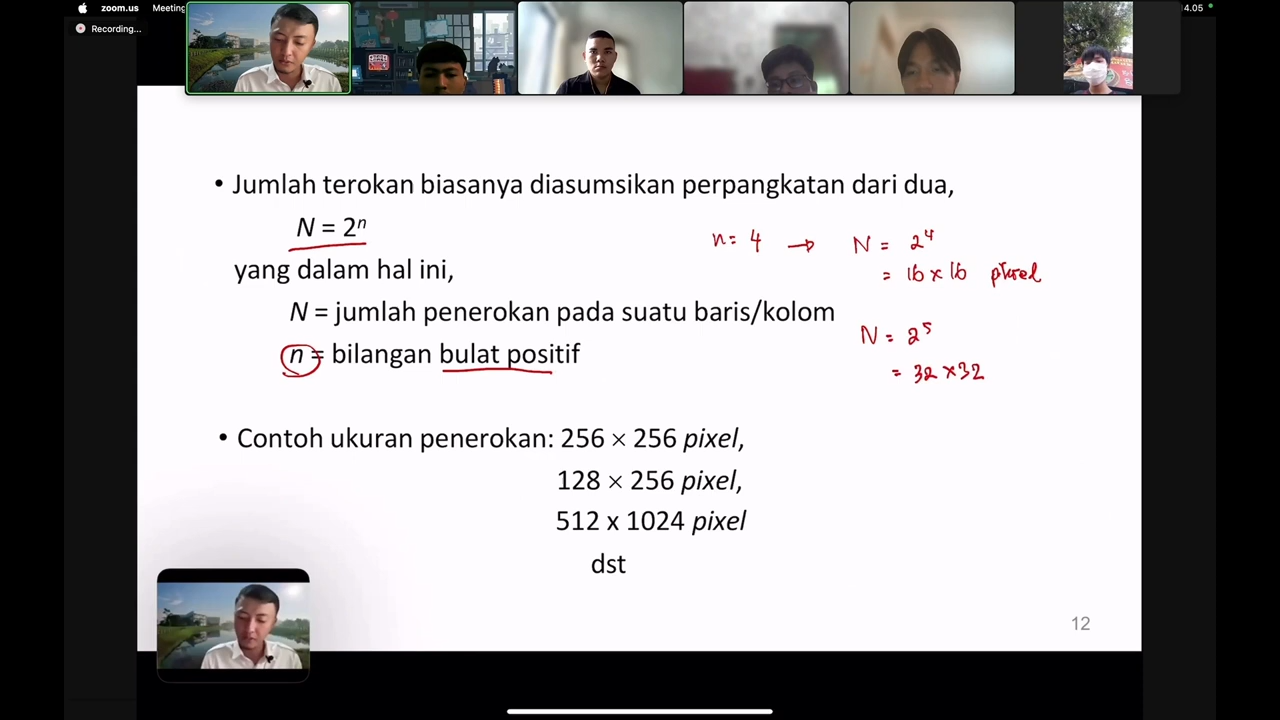 zoom.us Meeting
4.05
Recording...
• Jumlah terokan biasanya diasumsikan perpangkatan dari dua,
N = 2ⁿ
n = 4 → N = 2⁴
yang dalam hal ini,
= 16 × 16 pixel
N = jumlah penerokan pada suatu baris/kolom
N = 2⁵
n = bilangan bulat positif
= 32 × 32
• Contoh ukuran penerokan: 256 × 256 pixel,
128 × 256 pixel,
512 x 1024 pixel
dst
12